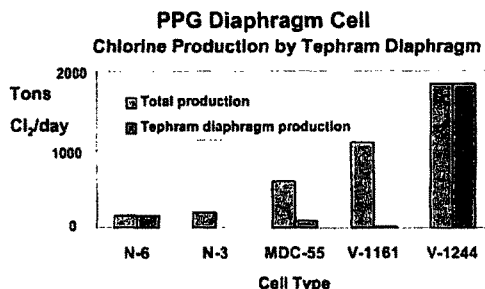 PPG Diaphragm Cell
Chlorine Production by Tephram Diaphragm
Tons
Cl₂/day
2000
1000
0
Total production
Tephram diaphragm production
N-6 N-3 MDC-55 V-1161 V-1244
Cell Type